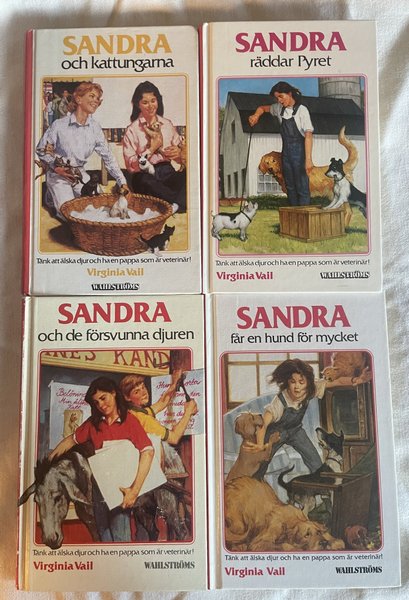 SANDRA
och kattungarna
Tänk att älska djur och ha en pappa som är veterinär!
Virginia Vail
WAHLSTRÖMS
SANDRA
räddar Pyret
Tänk att älska djur och ha en pappa som är veterinär!
Virginia Vail
WAHLSTRÖMS
SANDRA
och de försvunna djuren
Tänk att älska djur och ha en pappa som är veterinär!
Virginia Vail
WAHLSTRÖMS
SANDRA
får en hund för mycket
Tänk att älska djur och ha en pappa som är veterinär!
Virginia Vail
WAHLSTRÖMS